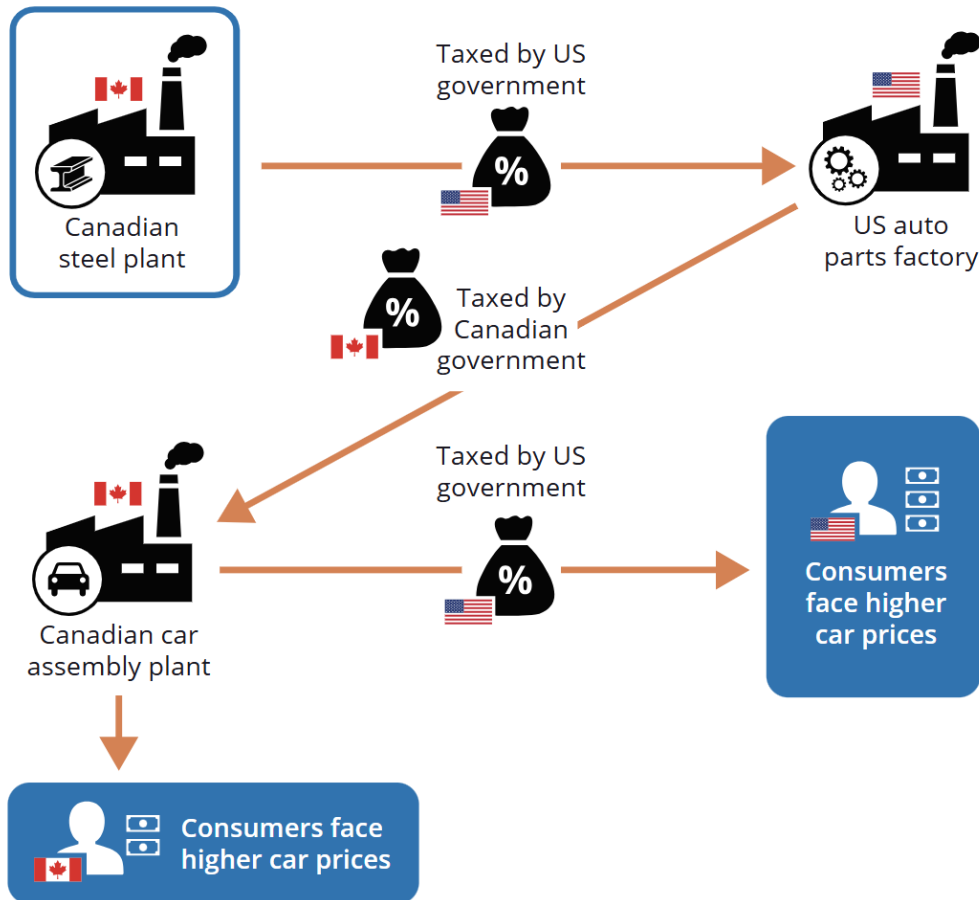 Taxed by US
government
%
Canadian
steel plant
US auto
parts factory
%
Taxed by
Canadian
government
Taxed by US
government
%
Canadian car
assembly plant
Consumers
face higher
car prices
Consumers face
higher car prices